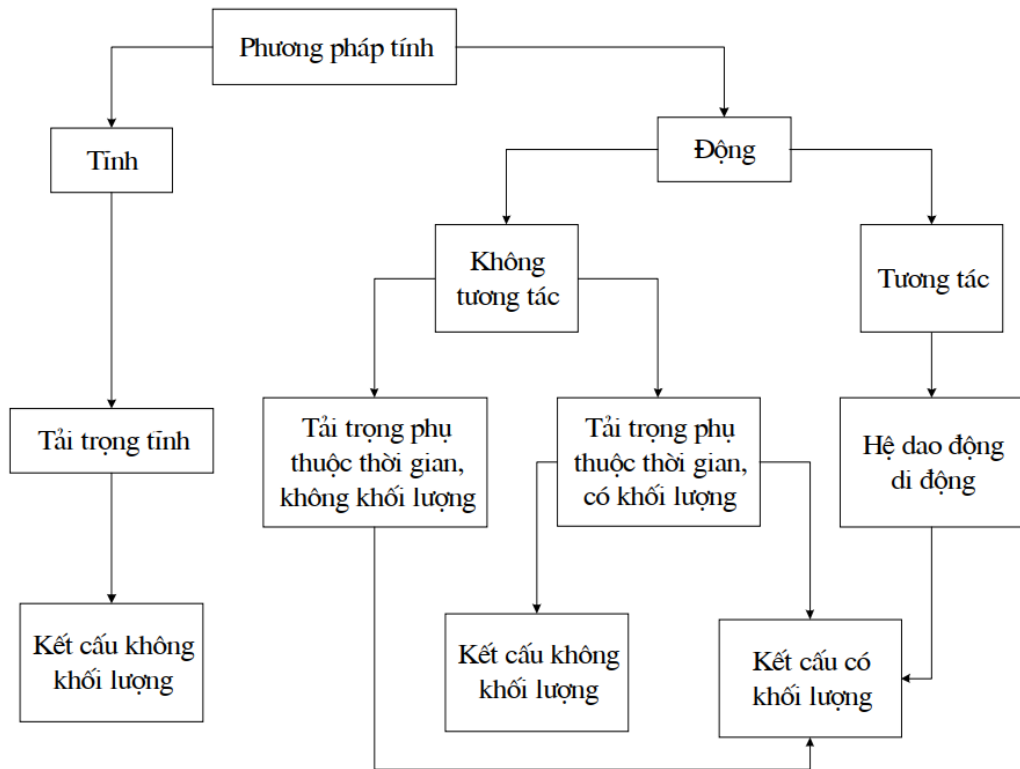 Phương pháp tính
Tĩnh
Động
Không
tương tác
Tương tác
Tải trọng tĩnh
Tải trọng phụ
thuộc thời gian,
không khối lượng
Tải trọng phụ
thuộc thời gian,
có khối lượng
Hệ dao động
di động
Kết cấu không
khối lượng
Kết cấu không
khối lượng
Kết cấu có
khối lượng